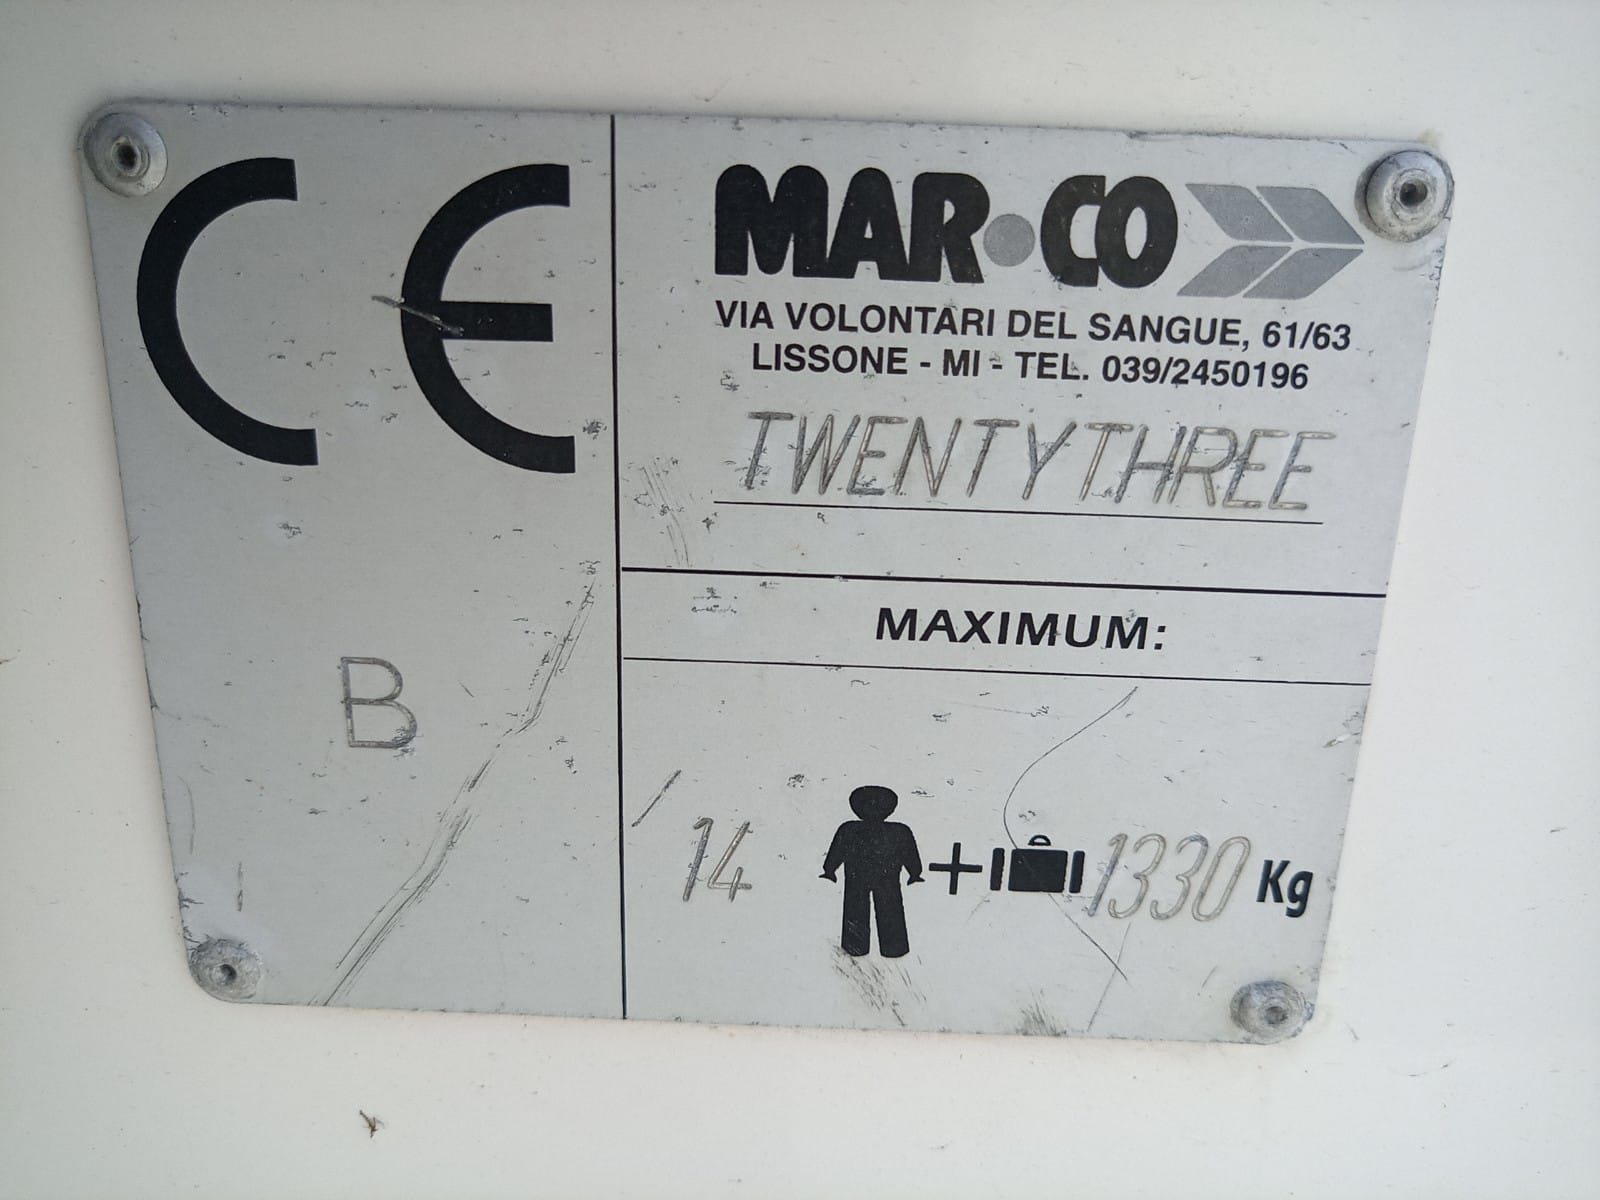 CE
B
MAR•CO
VIA VOLONTARI DEL SANGUE, 61/63
LISSONE - MI - TEL. 039/2450196
TWENTYTHREE
MAXIMUM:
14 + 1330 Kg